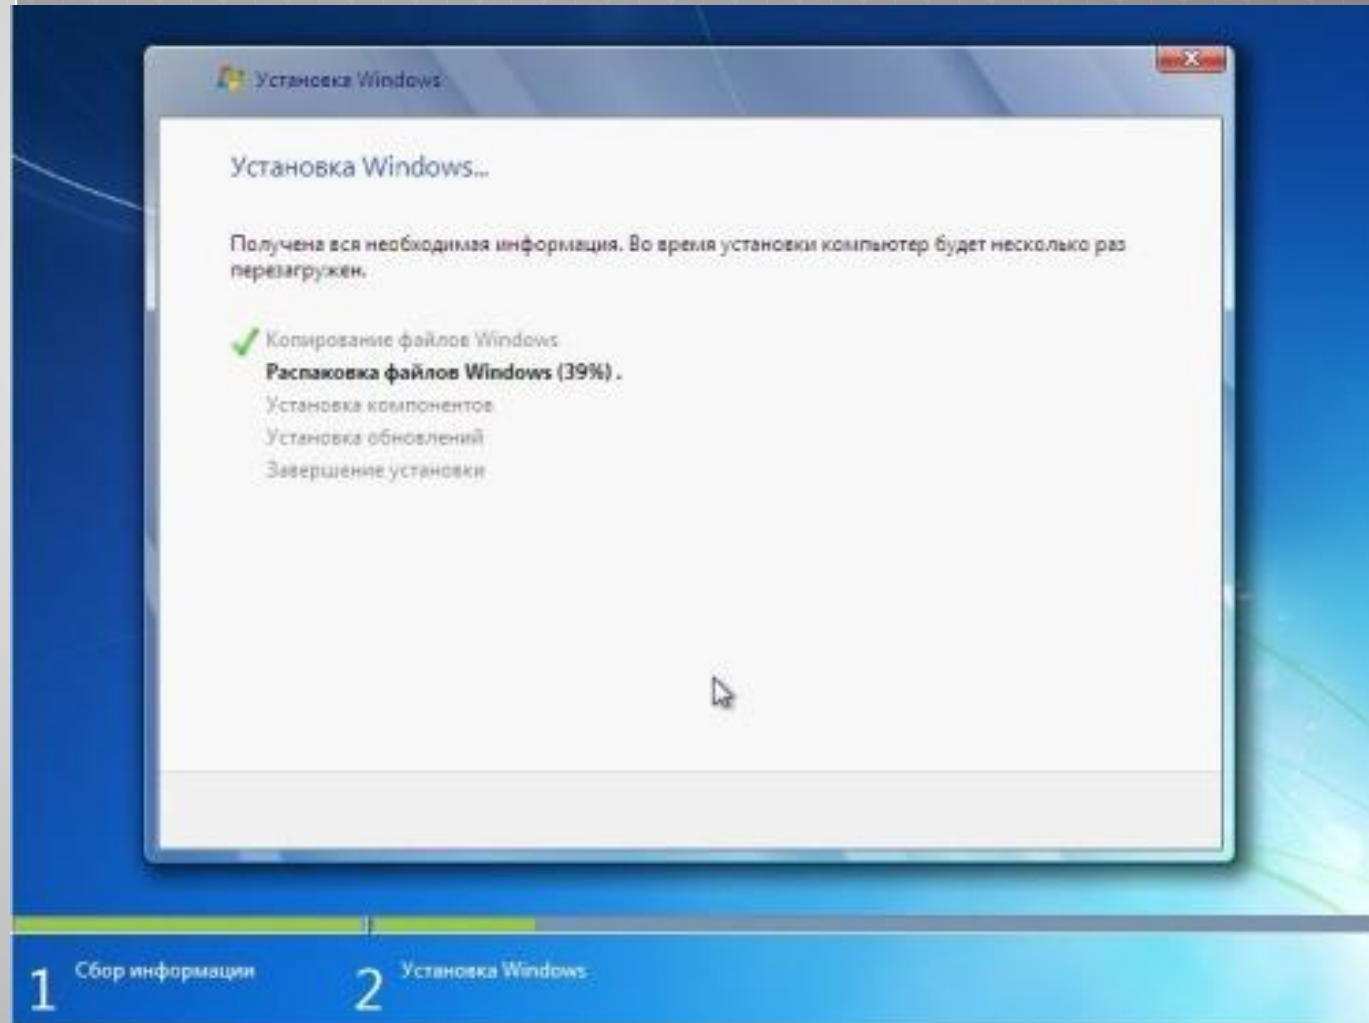 Установка Windows
Установка Windows...
Получена вся необходимая информация. Во время установки компьютер будет несколько раз
перезагружен.
Копирование файлов Windows
Распаковка файлов Windows (39%) .
Установка компонентов
Установка обновлений
Завершение установки
1 Сбор информации
2 Установка Windows